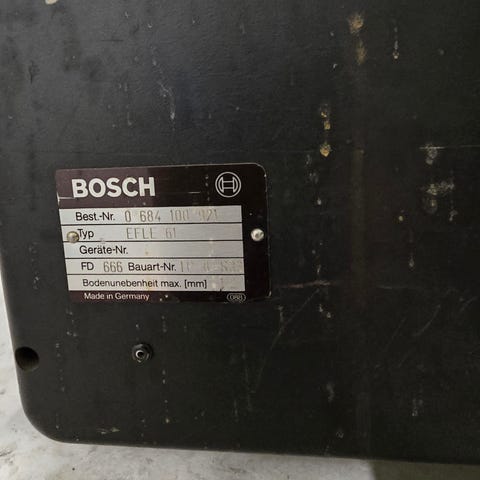 BOSCH
Best.-Nr. 0 684 100 021
Typ EFLE 61
Geräte-Nr.
FD 666 Bauart-Nr.
Bodenunebenheit max. [mm]
Made in Germany